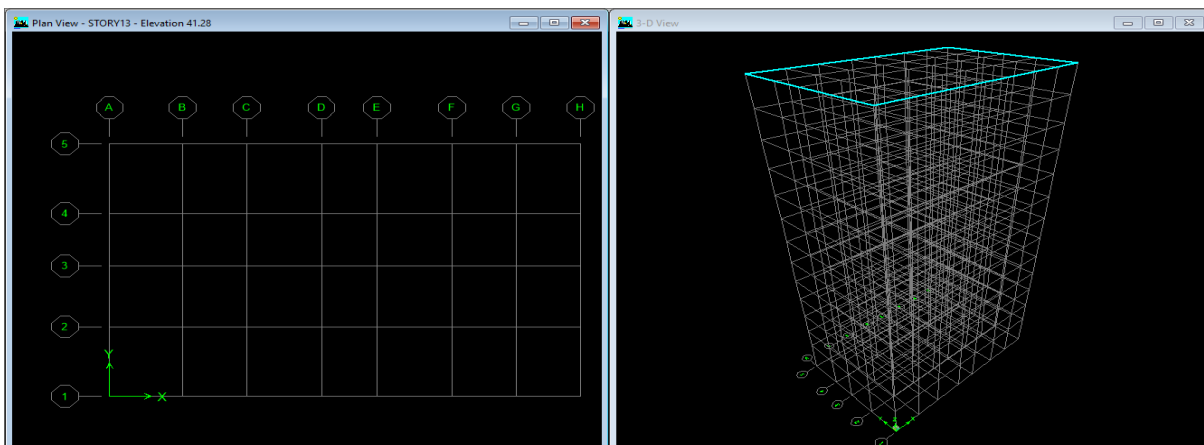 Plan View - STORY13 - Elevation 41.28
A B C D E F G H
5
4
3
2
1
Y
X
3-D View